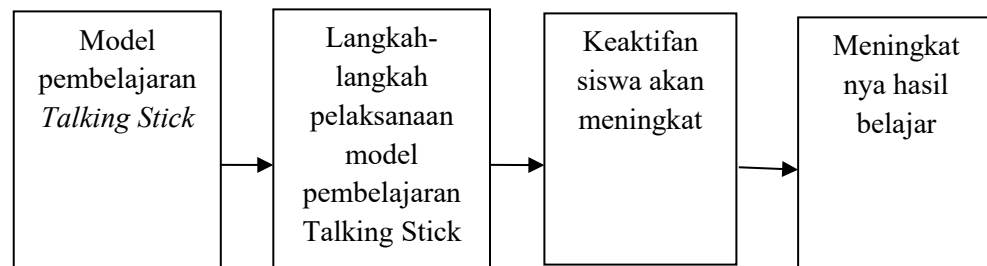 Model
pembelajaran
Talking Stick
Langkah-
langkah
pelaksanaan
model
pembelajaran
Talking Stick
Keaktifan
siswa akan
meningkat
Meningkat
nya hasil
belajar